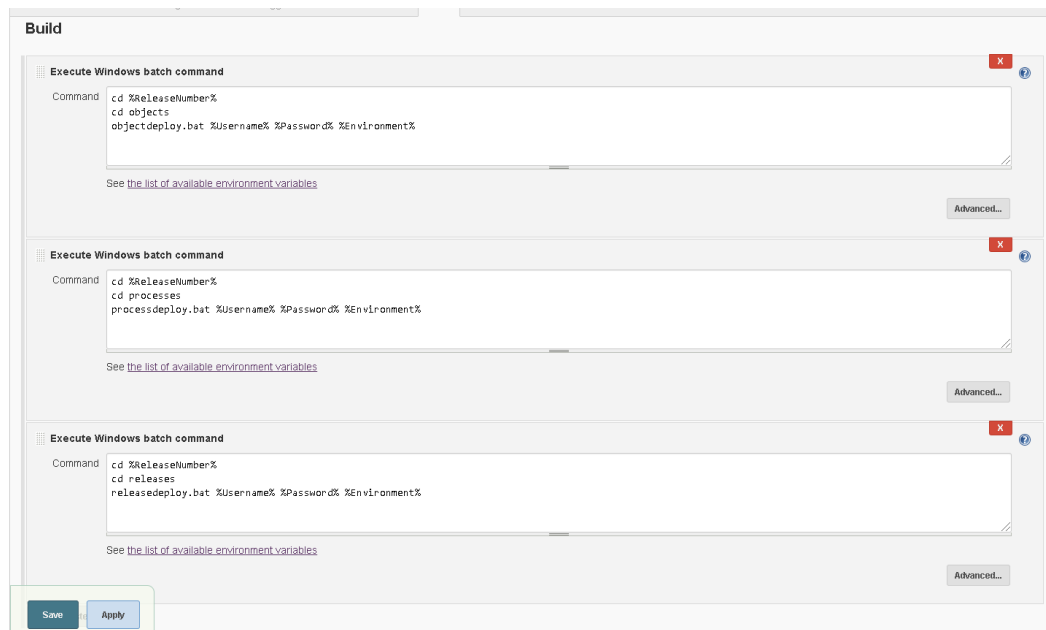 Build
X
Execute Windows batch command
Command
cd %ReleaseNumber%
cd objects
objectdeploy.bat %Username% %Password% %Environment%
See the list of available environment variables
Advanced...
X
Execute Windows batch command
Command
cd %ReleaseNumber%
cd processes
processdeploy.bat %Username% %Password% %Environment%
See the list of available environment variables
Advanced...
X
Execute Windows batch command
Command
cd %ReleaseNumber%
cd releases
releasedeploy.bat %Username% %Password% %Environment%
See the list of available environment variables
Advanced...
Save Apply